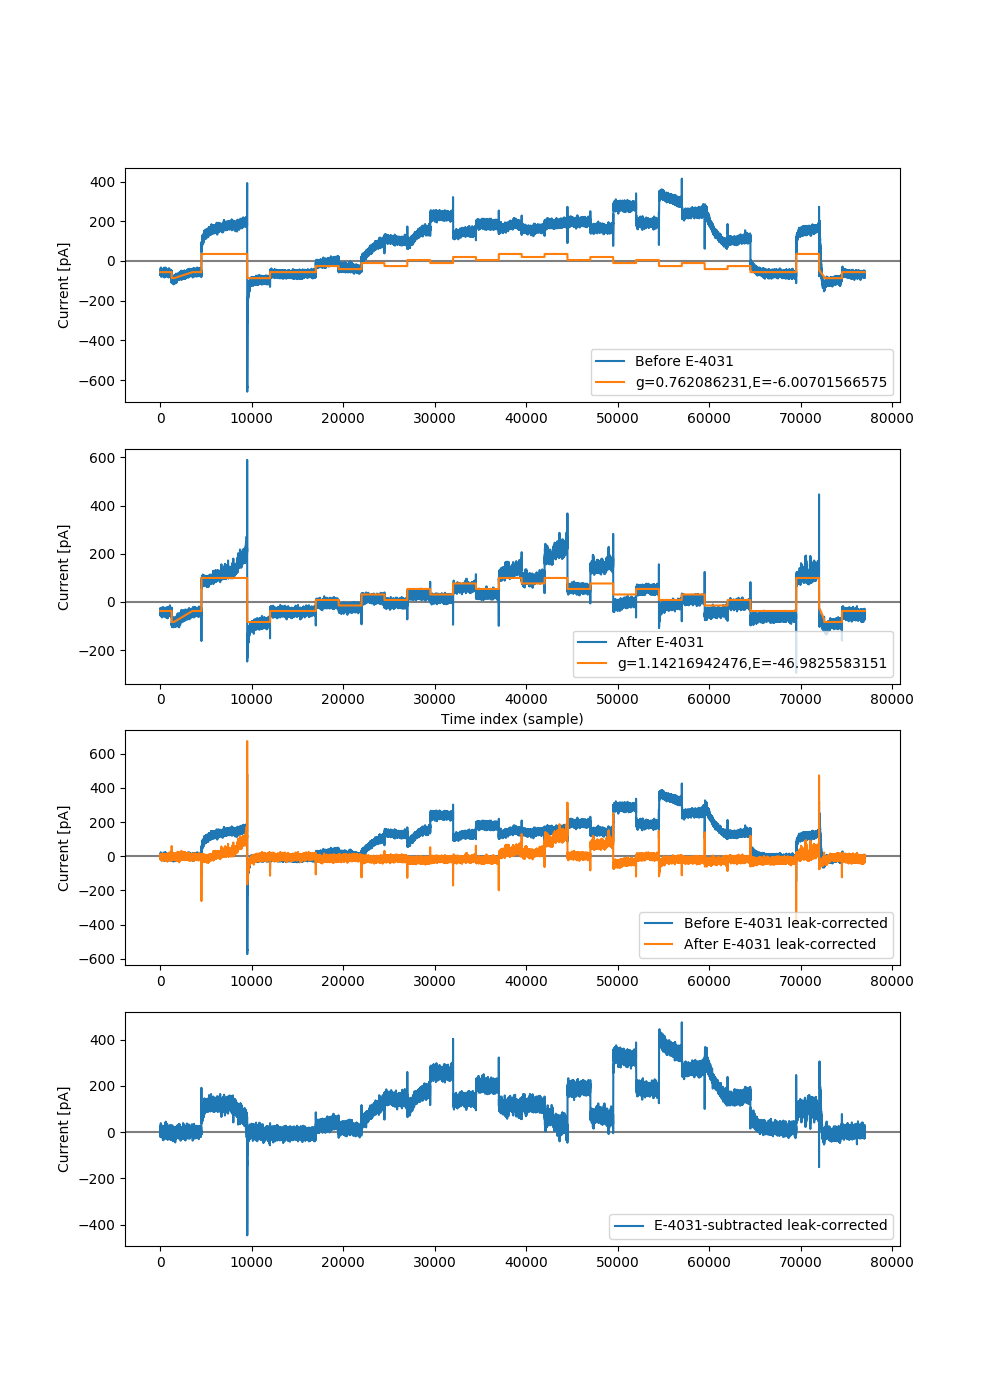 400
200
0
−200
−400
−600
Current [pA]
Before E-4031
g=0.762086231,E=-6.00701566575
0 10000 20000 30000 40000 50000 60000 70000 80000
600
400
200
0
−200
Current [pA]
After E-4031
g=1.14216942476,E=-46.9825583151
0 10000 20000 30000 40000 50000 60000 70000 80000
Time index (sample)
600
400
200
0
−200
−400
−600
Current [pA]
Before E-4031 leak-corrected
After E-4031 leak-corrected
0 10000 20000 30000 40000 50000 60000 70000 80000
400
200
0
−200
−400
Current [pA]
E-4031-subtracted leak-corrected
0 10000 20000 30000 40000 50000 60000 70000 80000